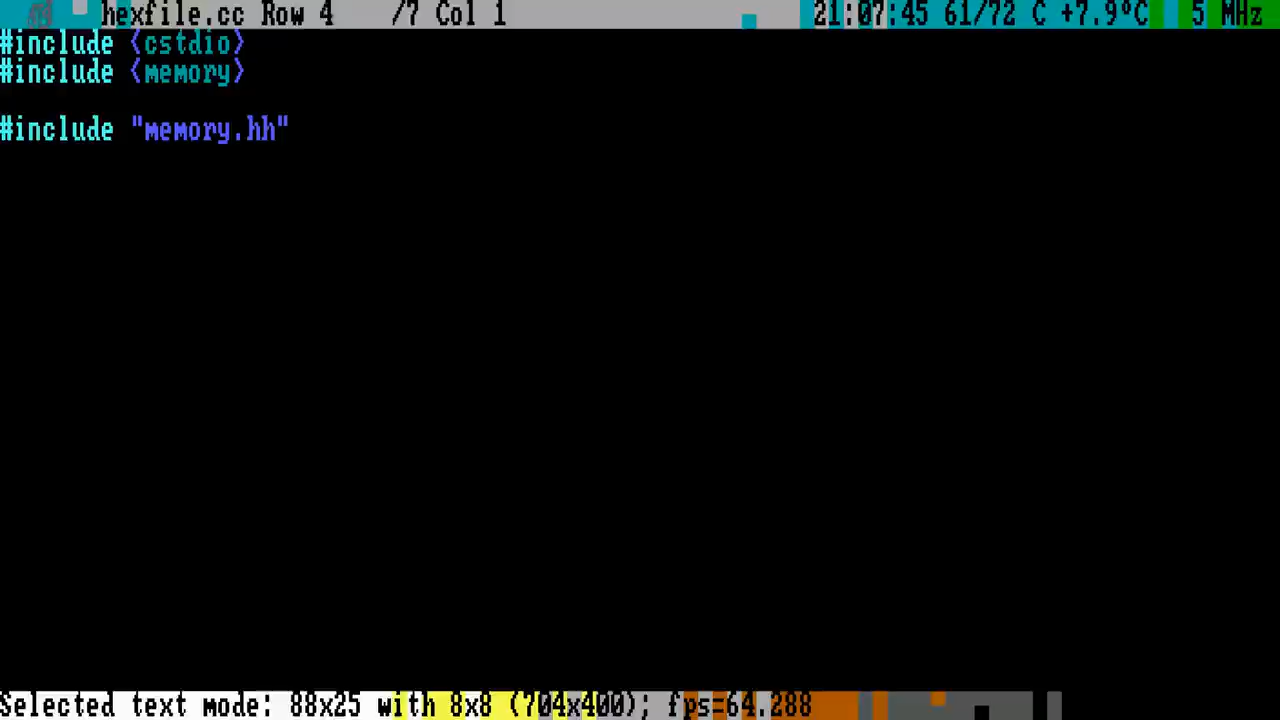 hexfile.cc Row 4 /7 Col 1 21:07:45 61/72 C +7.9ºC 5 MHz
#include <cstdio>
#include <memory>
#include "memory.hh"
Selected text mode: 88x25 with 8x8 (704x400); fps=64.288